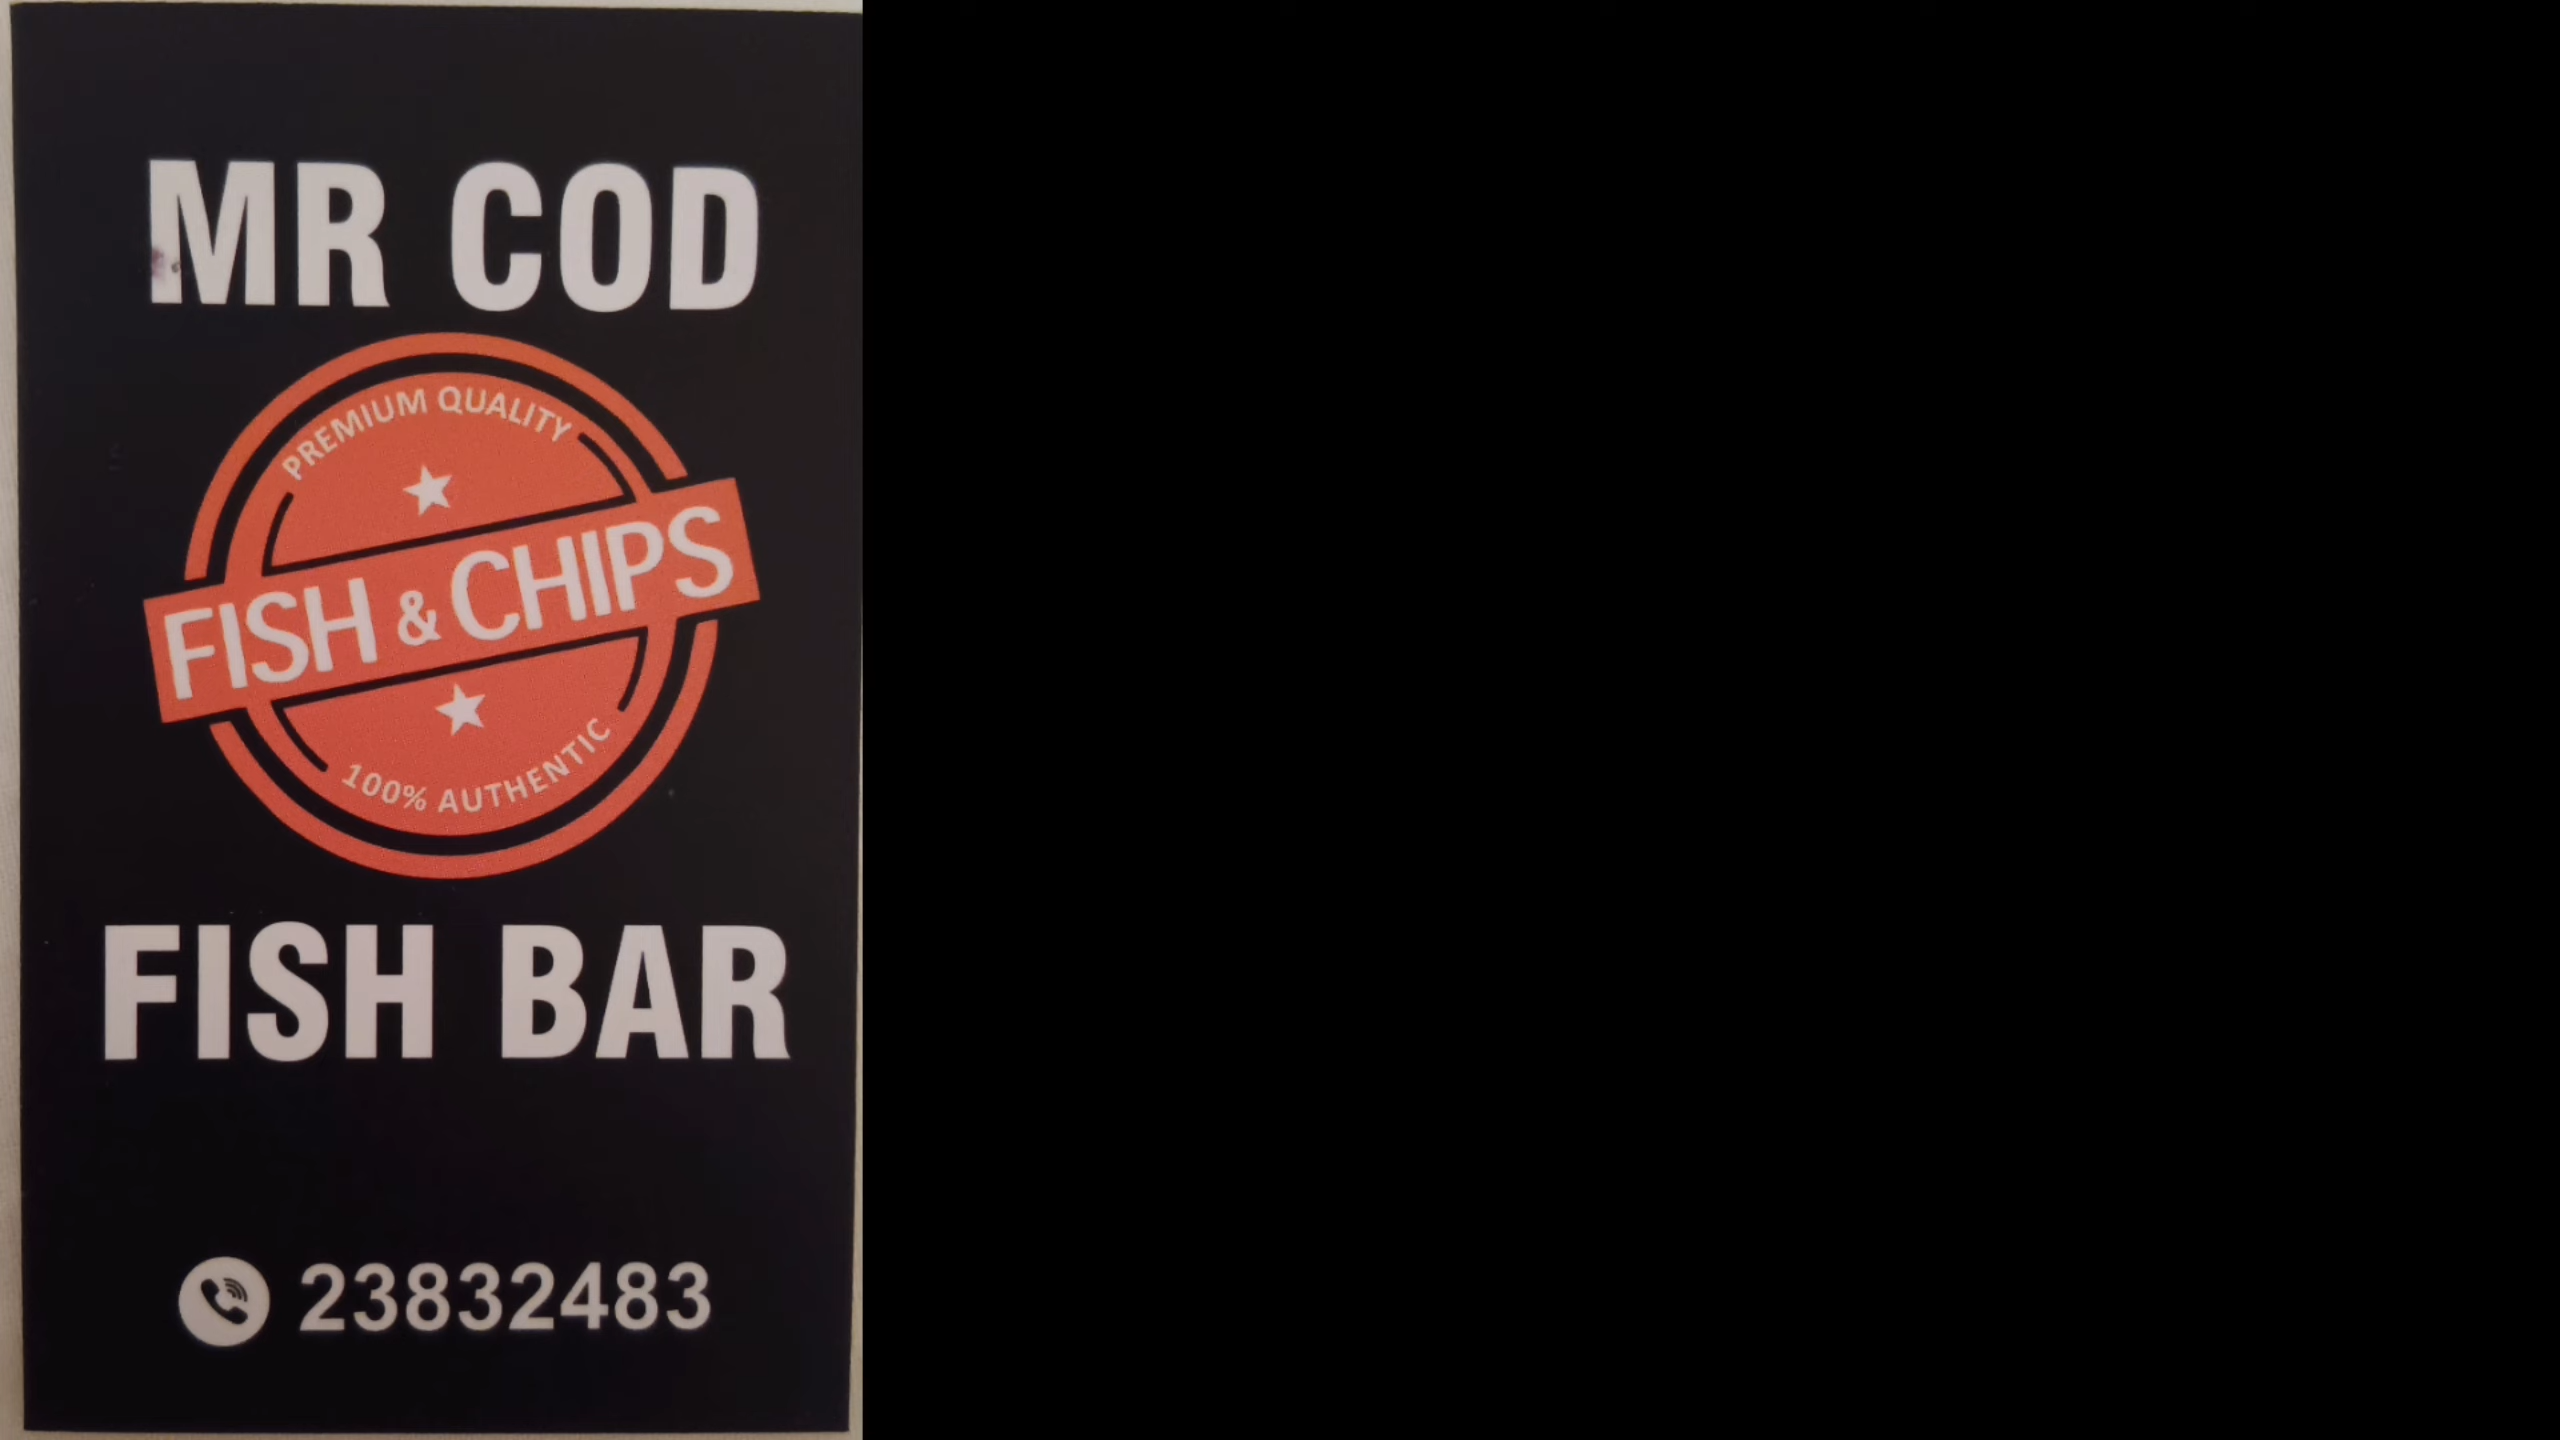 MR COD
PREMIUM QUALITY
FISH & CHIPS
100% AUTHENTIC
FISH BAR
23832483